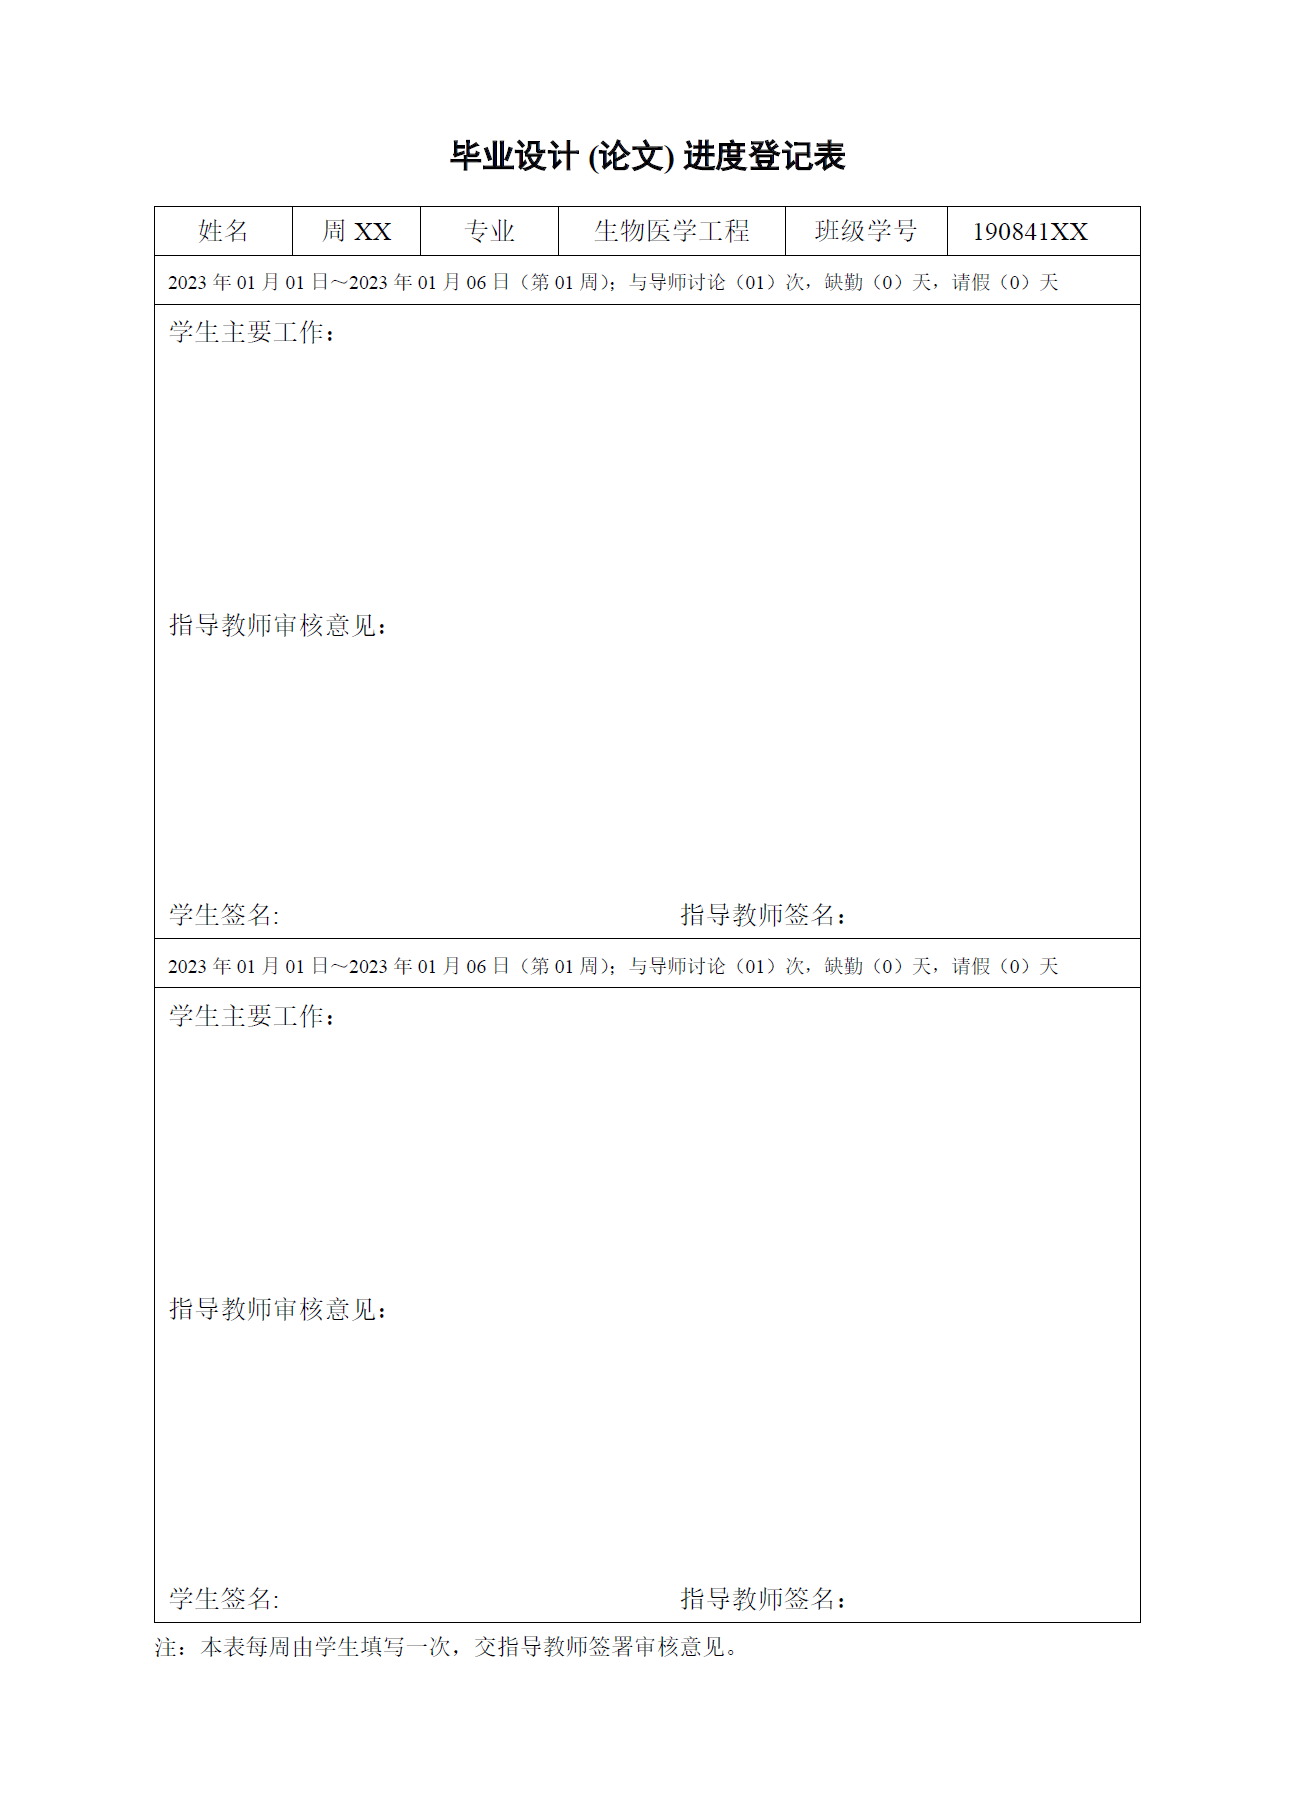 毕业设计 (论文) 进度登记表
姓名 周 XX 专业 生物医学工程 班级学号 190841XX
2023 年 01 月 01 日～2023 年 01 月 06 日（第 01 周）；与导师讨论（01）次，缺勤（0）天，请假（0）天
学生主要工作：
指导教师审核意见：
学生签名: 指导教师签名：
2023 年 01 月 01 日～2023 年 01 月 06 日（第 01 周）；与导师讨论（01）次，缺勤（0）天，请假（0）天
学生主要工作：
指导教师审核意见：
学生签名: 指导教师签名：
注：本表每周由学生填写一次，交指导教师签署审核意见。